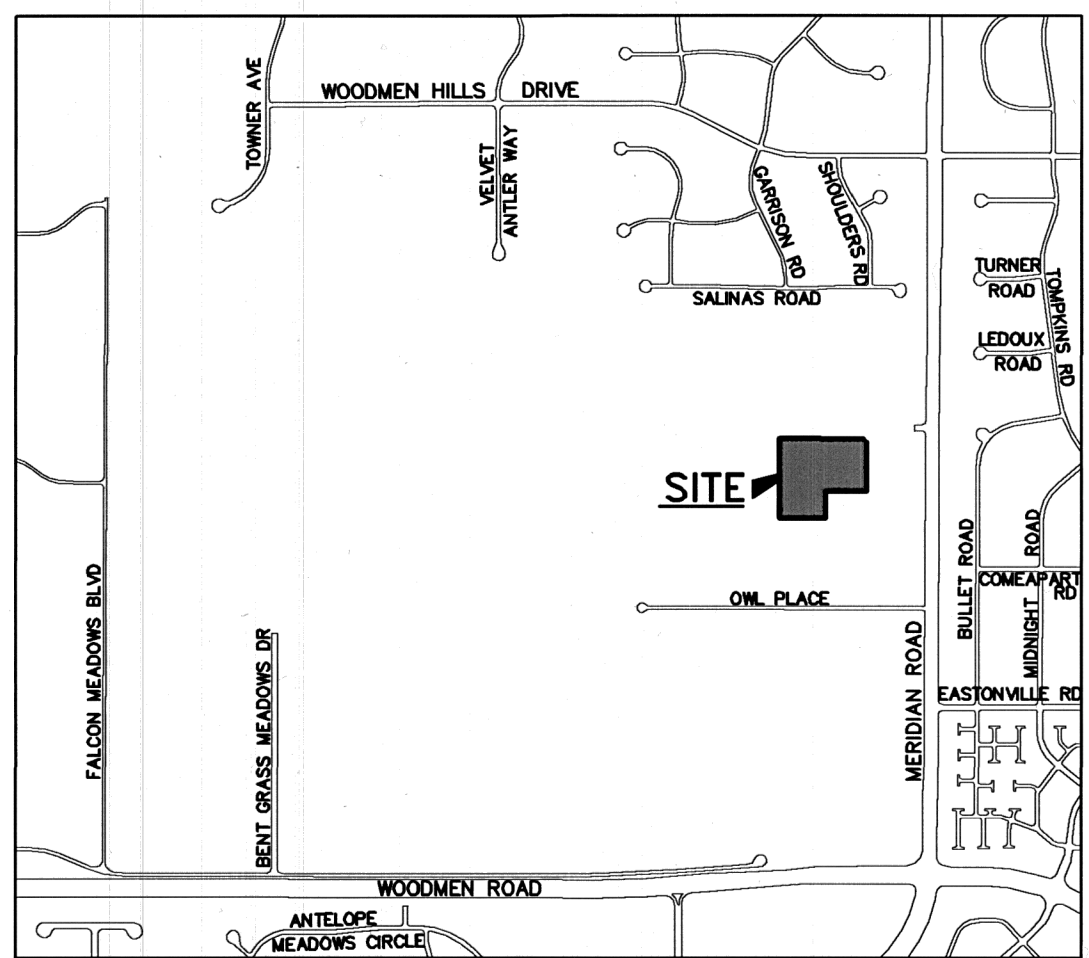 WOODMEN HILLS DRIVE
TOWNER AVE
VELVET
ANTLER WAY
GARRISON RD
SHOULDERS RD
SALINAS ROAD
TURNER
ROAD
TOMPKINS RD
LEDOUX
ROAD
SITE
BULLET ROAD
ROAD
MIDNIGHT
COMEAPART
RD
OWL PLACE
FALCON MEADOWS BLVD
BENT GRASS MEADOWS DR
MERIDIAN ROAD
EASTONVILLE RD
WOODMEN ROAD
ANTELOPE
MEADOWS CIRCLE